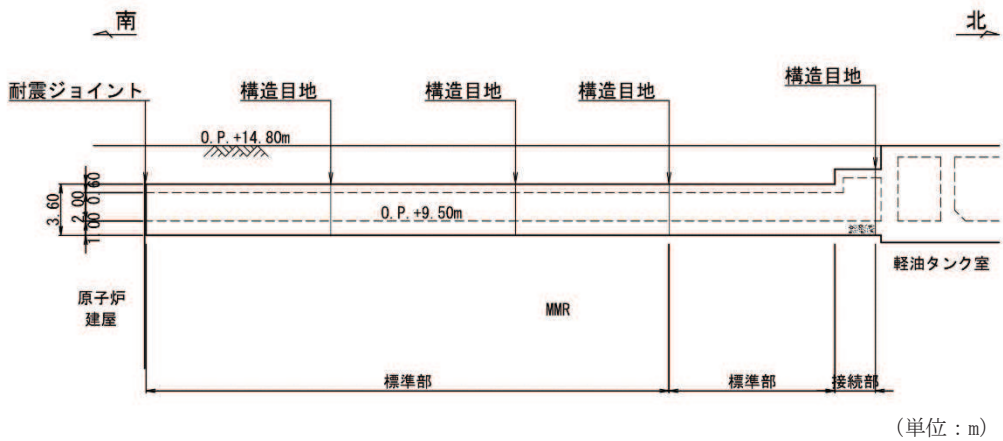 南
北
耐震ジョイント
構造目地
構造目地
構造目地
構造目地
O.P.+14.80m
0.60
2.00
1.00
3.60
O.P.+9.50m
軽油タンク室
原子炉
建屋
MMR
標準部
標準部
接続部
(単位：m)